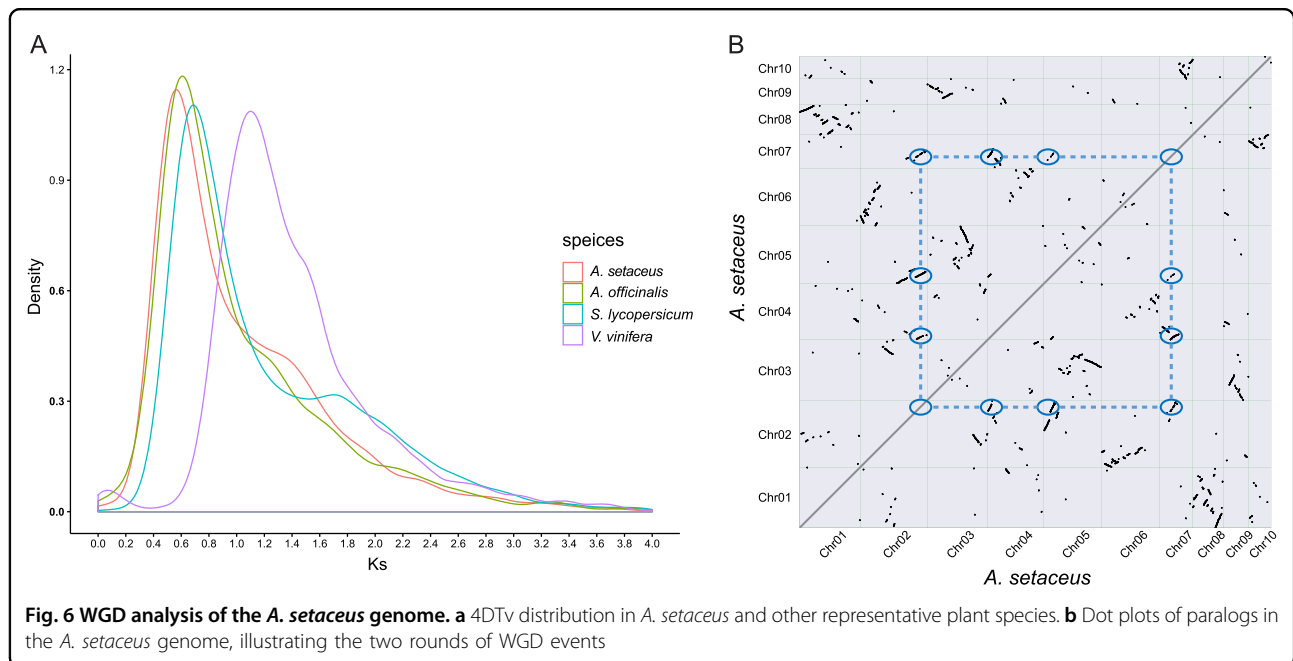 A
Density
1.2
0.9
0.6
0.3
0.0
0.0 0.2 0.4 0.6 0.8 1.0 1.2 1.4 1.6 1.8 2.0 2.2 2.4 2.6 2.8 3.0 3.2 3.4 3.6 3.8 4.0
Ks
speices
A. setaceus
A. officinalis
S. lycopersicum
V. vinifera
B
A. setaceus
Chr10
Chr09
Chr08
Chr07
Chr06
Chr05
Chr04
Chr03
Chr02
Chr01
Chr01 Chr02 Chr03 Chr04 Chr05 Chr06 Chr07 Chr08 Chr09 Chr10
A. setaceus
Fig. 6 WGD analysis of the A. setaceus genome. a 4DTv distribution in A. setaceus and other representative plant species. b Dot plots of paralogs in
the A. setaceus genome, illustrating the two rounds of WGD events